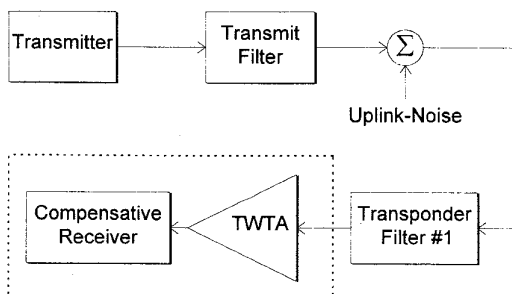 Transmitter
Transmit
Filter
Σ
Uplink-Noise
Compensative
Receiver
TWTA
Transponder
Filter #1